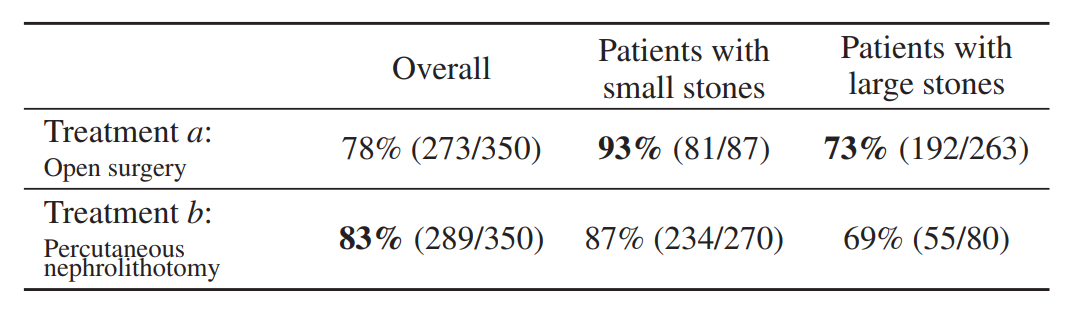 Overall
Patients with
small stones
Patients with
large stones
Treatment a:
Open surgery
78% (273/350)
93% (81/87)
73% (192/263)
Treatment b:
Percutaneous
nephrolithotomy
83% (289/350)
87% (234/270)
69% (55/80)